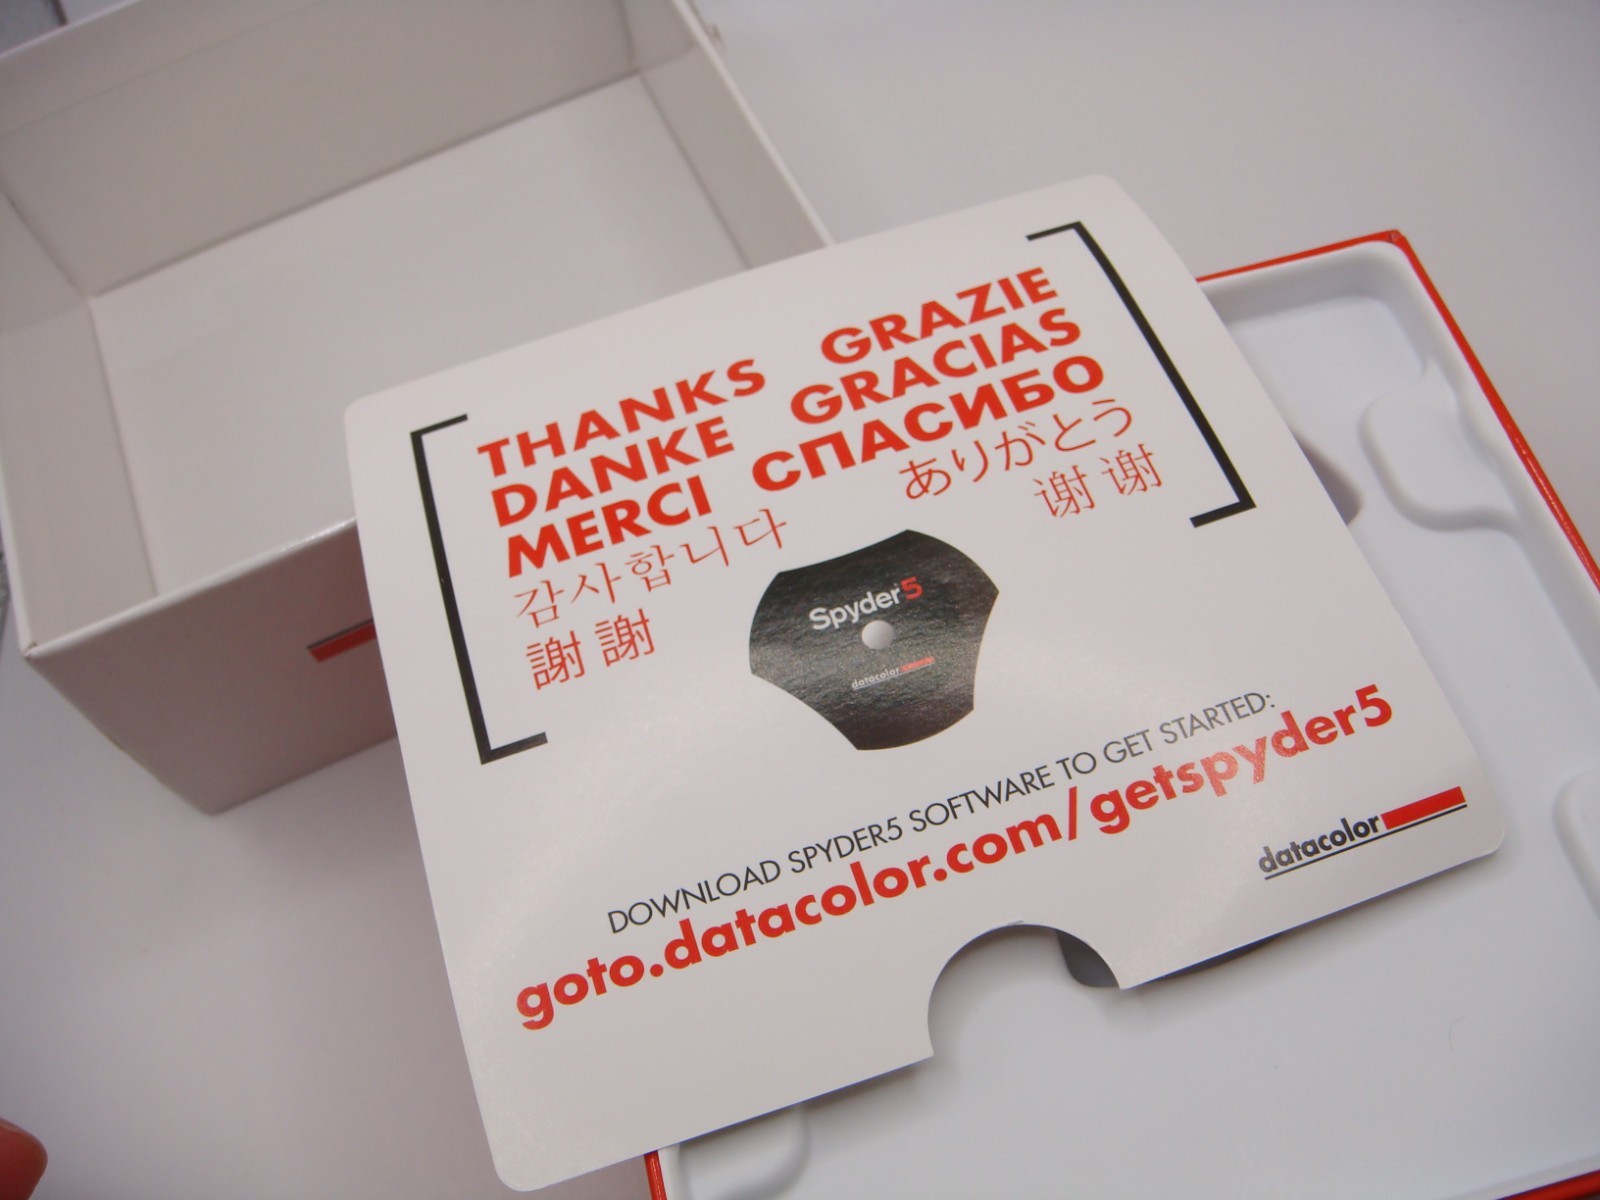 THANKS GRAZIE
DANKE GRACIAS
MERCI СПАСИБО
감사합니다 ありがとう
謝 謝 谢 谢
Spyder5
datacolor
DOWNLOAD SPYDER5 SOFTWARE TO GET STARTED:
goto.datacolor.com/getspyder5
datacolor